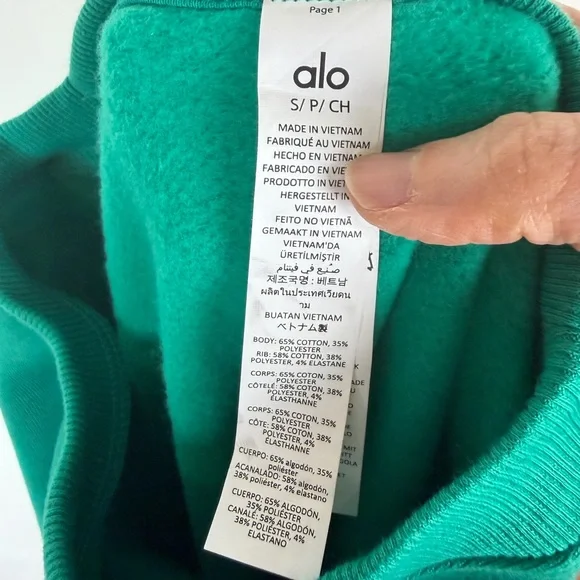 Page 1
alo
S/ P/ CH
MADE IN VIETNAM
FABRIQUÉ AU VIETNAM
HECHO EN VIETNAM
FABRICADO EN
PRODOTTO IN
HERGESTELLT IN
VIETNAM
FEITO NO VIETNÃ
GEMAAKT IN VIETNAM
VIETNAM'DA
ÜRETİLMİŞTİR
صُنِع في فيتنام
제조국명 : 베트남
ผลิตในประเทศเวียดน
าม
BUATAN VIETNAM
ベトナム製
BODY: 65% COTTON, 35%
POLYESTER
RIB: 58% COTTON, 38%
POLYESTER, 4% ELASTANE
CORPS: 65% COTON, 35%
POLYESTER
CÔTELÉ: 58% COTON, 38%
POLYESTER, 4%
ÉLASTHANNE
CORPS: 65% COTON, 35%
POLYESTER
CÔTE: 58% COTON, 38%
POLYESTER, 4%
ÉLASTHANNE
CUERPO: 65% algodón, 35%
poliéster
ACANALADO: 58% algodón,
38% poliéster, 4% elastano
CUERPO: 65% ALGODÓN,
35% POLIÉSTER
CANALÉ: 58% ALGODÓN,
38% POLIÉSTER, 4%
ELASTANO